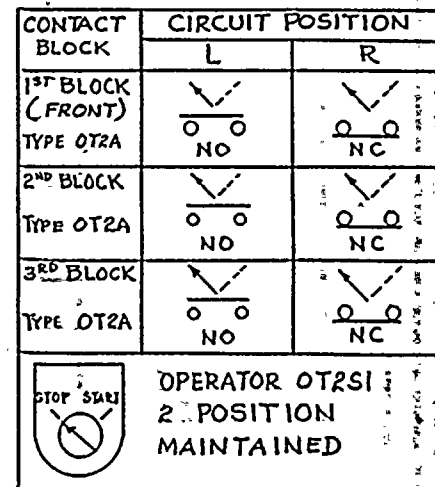 CONTACT BLOCK
CIRCUIT POSITION
L
R
1ST BLOCK
(FRONT)
TYPE OT2A
NO
NC
2ND BLOCK
TYPE OT2A
NO
NC
3RD BLOCK
TYPE OT2A
NO
NC
STOP START
OPERATOR OT2S1
2 POSITION
MAINTAINED